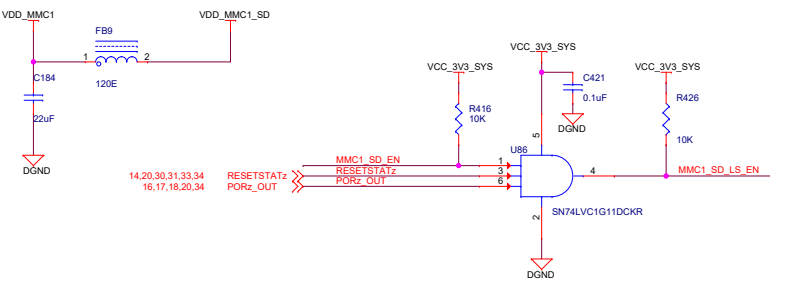 VDD_MMC1
VDD_MMC1_SD
FB9
1
2
120E
C184
22uF
DGND
VCC_3V3_SYS
VCC_3V3_SYS
VCC_3V3_SYS
C421
0.1uF
DGND
R416
10K
R426
10K
5
U86
MMC1_SD_EN
1
14,20,30,31,33,34
RESETSTATz
RESETSTATz
3
16,17,18,20,34
PORz_OUT
PORz_OUT
6
4
MMC1_SD_LS_EN
2
SN74LVC1G11DCKR
DGND